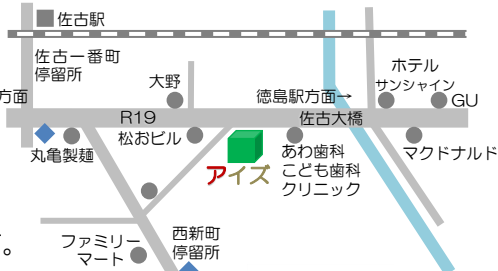 佐古駅
佐古一番町
停留所
方面
大野
徳島駅方面→
ホテル
サンシャイン
GU
R19
佐古大橋
丸亀製麺
松おビル
アイズ
あわ歯科
こども歯科
クリニック
マクドナルド
ファミリー
マート
西新町
停留所
。